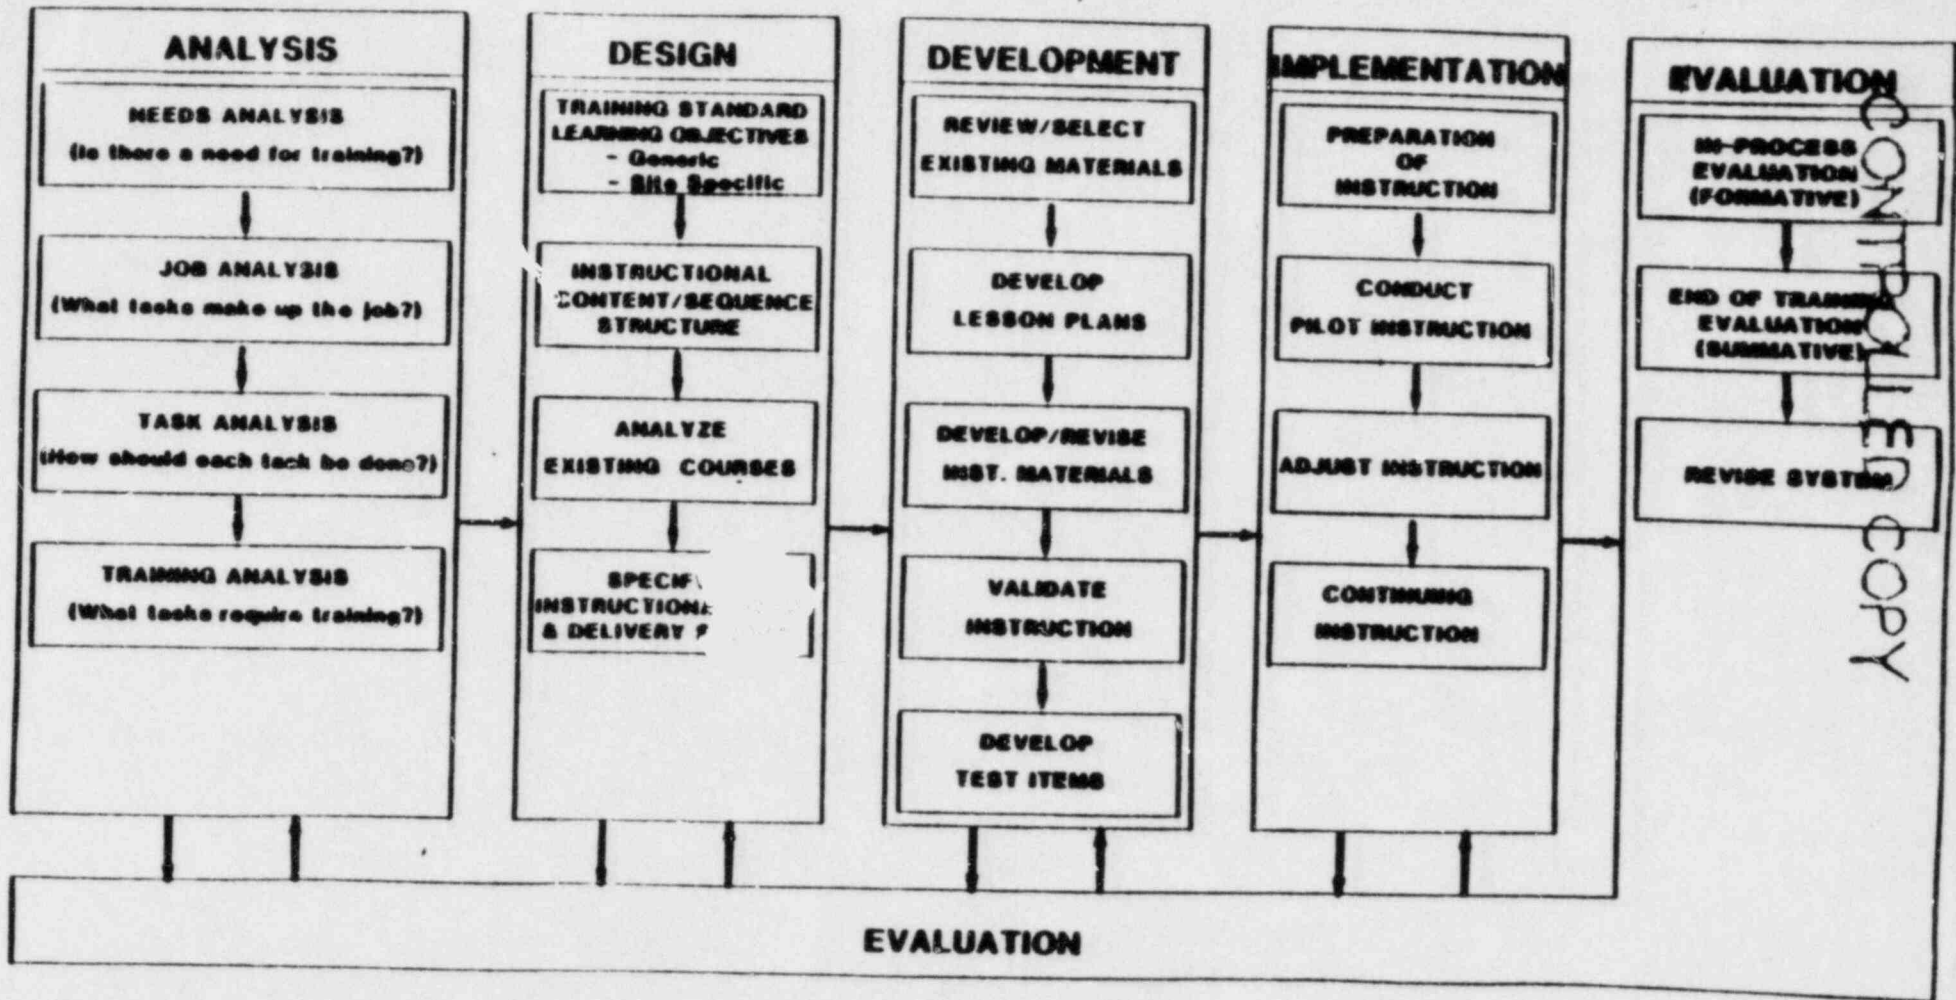 ANALYSIS
NEEDS ANALYSIS
(Is there a need for training?)
JOB ANALYSIS
(What tasks make up the job?)
TASK ANALYSIS
(How should each task be done?)
TRAINING ANALYSIS
(What tasks require training?)
DESIGN
TRAINING STANDARD
LEARNING OBJECTIVES
- Generic
- Site Specific
INSTRUCTIONAL
CONTENT/SEQUENCE
STRUCTURE
ANALYZE
EXISTING COURSES
& DELIVERY
DEVELOPMENT
REVIEW/SELECT
EXISTING MATERIALS
DEVELOP
LESSON PLANS
DEVELOP/REVISE
INST. MATERIALS
VALIDATE
INSTRUCTION
DEVELOP
TEST ITEMS
IMPLEMENTATION
PREPARATION
OF
INSTRUCTION
CONDUCT
PILOT INSTRUCTION
ADJUST INSTRUCTION
CONTINUING
INSTRUCTION
EVALUATION
IN-PROCESS
EVALUATION
(FORMATIVE)
END OF TRAINING
EVALUATION
(SUMMATIVE)
REVISE SYSTEM
CONTROLLED COPY
EVALUATION